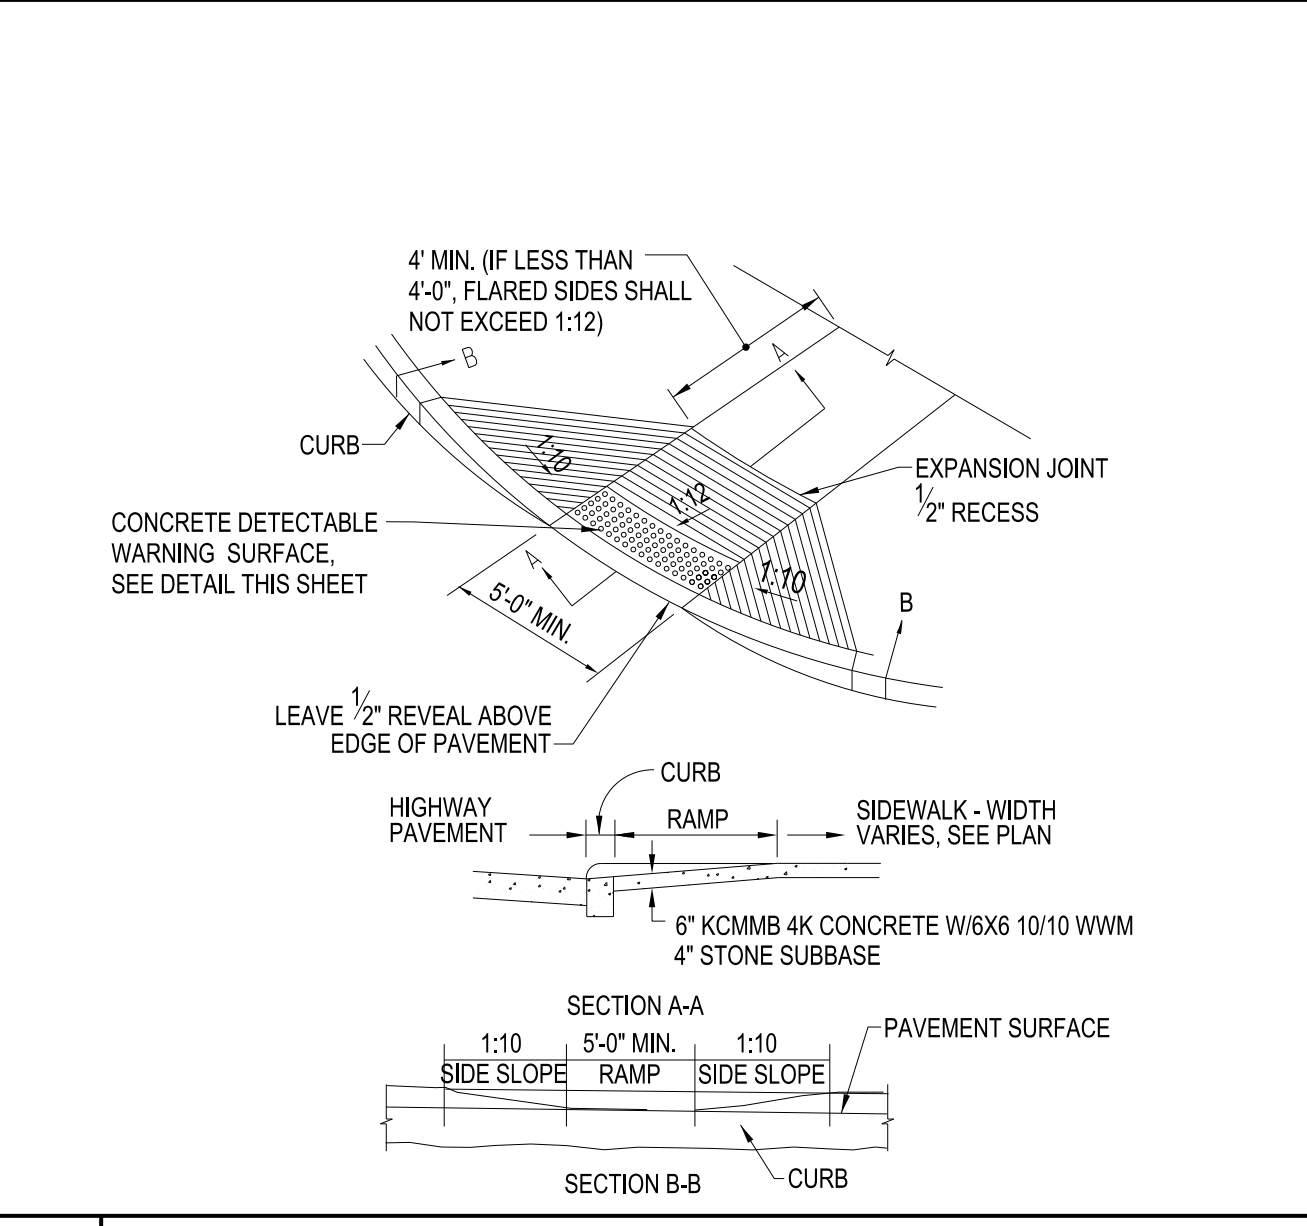 4' MIN. (IF LESS THAN
4'-0", FLARED SIDES SHALL
NOT EXCEED 1:12)
A
B
CURB
1:10
EXPANSION JOINT
1/2" RECESS
1:12
CONCRETE DETECTABLE
WARNING SURFACE,
SEE DETAIL THIS SHEET
A
1:10
5'-0" MIN.
B
LEAVE 1/2" REVEAL ABOVE
EDGE OF PAVEMENT
CURB
HIGHWAY
PAVEMENT
RAMP
SIDEWALK - WIDTH
VARIES, SEE PLAN
6" KCMMB 4K CONCRETE W/6X6 10/10 WWM
4" STONE SUBBASE
SECTION A-A
1:10
5'-0" MIN.
1:10
PAVEMENT SURFACE
SIDE SLOPE
RAMP
SIDE SLOPE
CURB
SECTION B-B